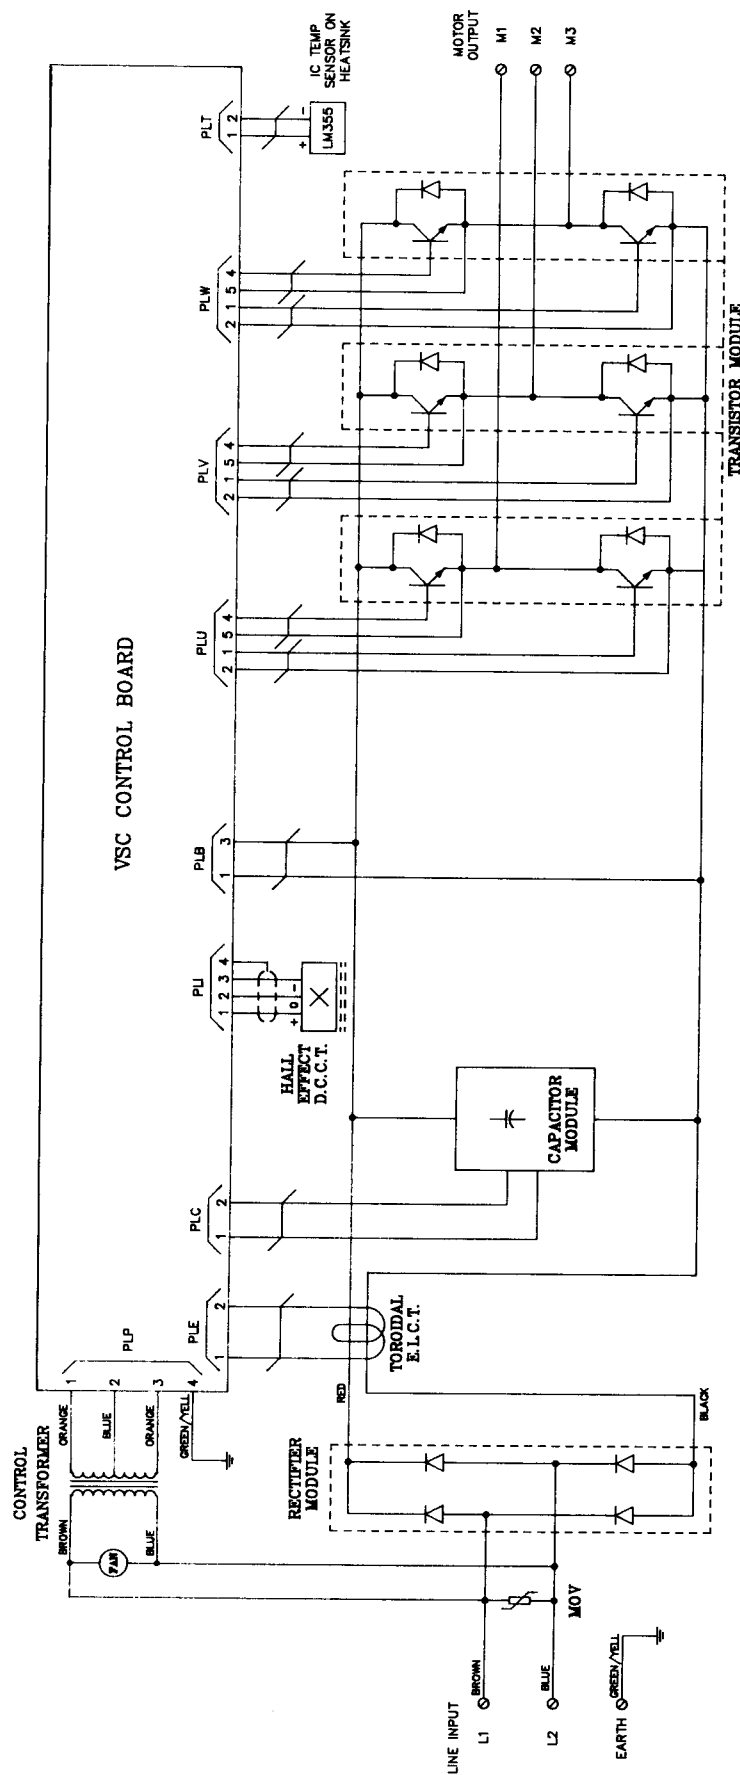 VSC CONTROL BOARD
CONTROL
TRANSFORMER
BROWN
BLUE
FAN
ORANGE
BLUE
ORANGE
GREEN/YELL
1
2
3
4
PLP
PLE
1 2
PLC
1 2
PLI
1 2 3 4
+ 0 -
HALL
EFFECT
D.C.C.T.
PLB
1 3
PLU
2 1 5 4
PLV
2 1 5 4
PLW
2 1 5 4
PLT
1 2
+ -
LM355
IC TEMP
SENSOR ON
HEATSINK
LINE INPUT
L1
BROWN
L2
BLUE
EARTH
GREEN/YELL
MOV
RECTIFIER
MODULE
RED
BLACK
TOROIDAL
E.L.C.T.
CAPACITOR
MODULE
TRANSISTOR MODULE
MOTOR
OUTPUT
M1
M2
M3